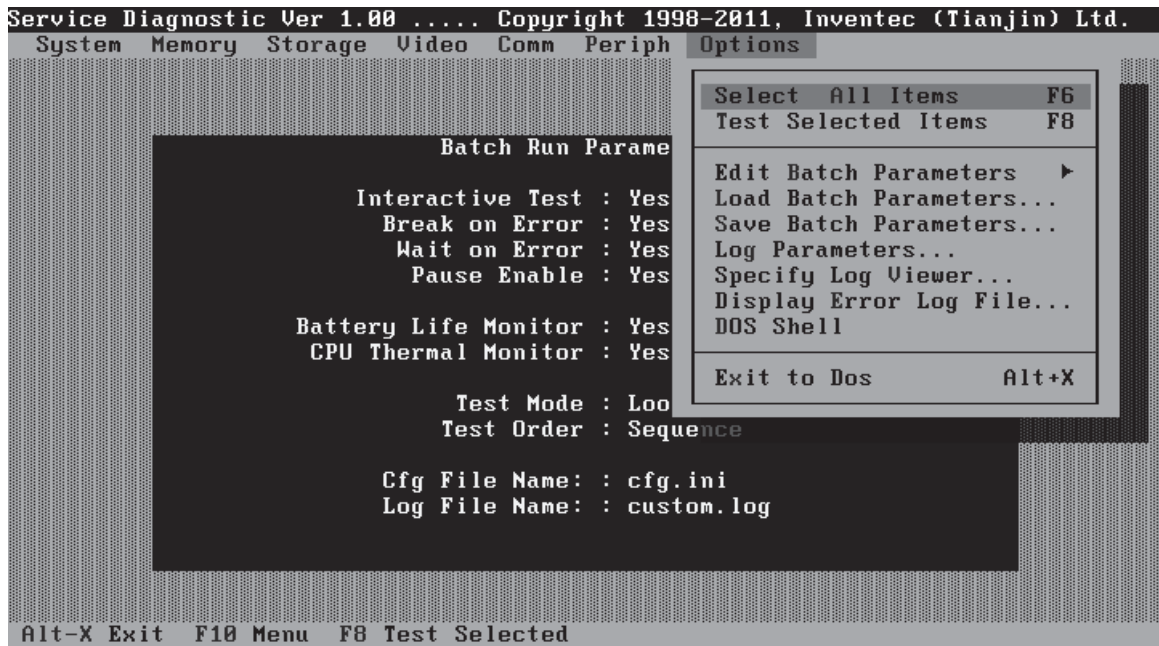 Service Diagnostic Ver 1.00 ..... Copyright 1998-2011, Inventec (Tianjin) Ltd.
System Memory Storage Video Comm Periph Options
Select All Items F6
Test Selected Items F8
Edit Batch Parameters ►
Load Batch Parameters...
Save Batch Parameters...
Log Parameters...
Specify Log Viewer...
Display Error Log File...
DOS Shell
Exit to Dos Alt+X
Batch Run Parame
Interactive Test : Yes
Break on Error : Yes
Wait on Error : Yes
Pause Enable : Yes
Battery Life Monitor : Yes
CPU Thermal Monitor : Yes
Test Mode : Loo
Test Order : Sequence
Cfg File Name: : cfg.ini
Log File Name: : custom.log
Alt-X Exit F10 Menu F8 Test Selected